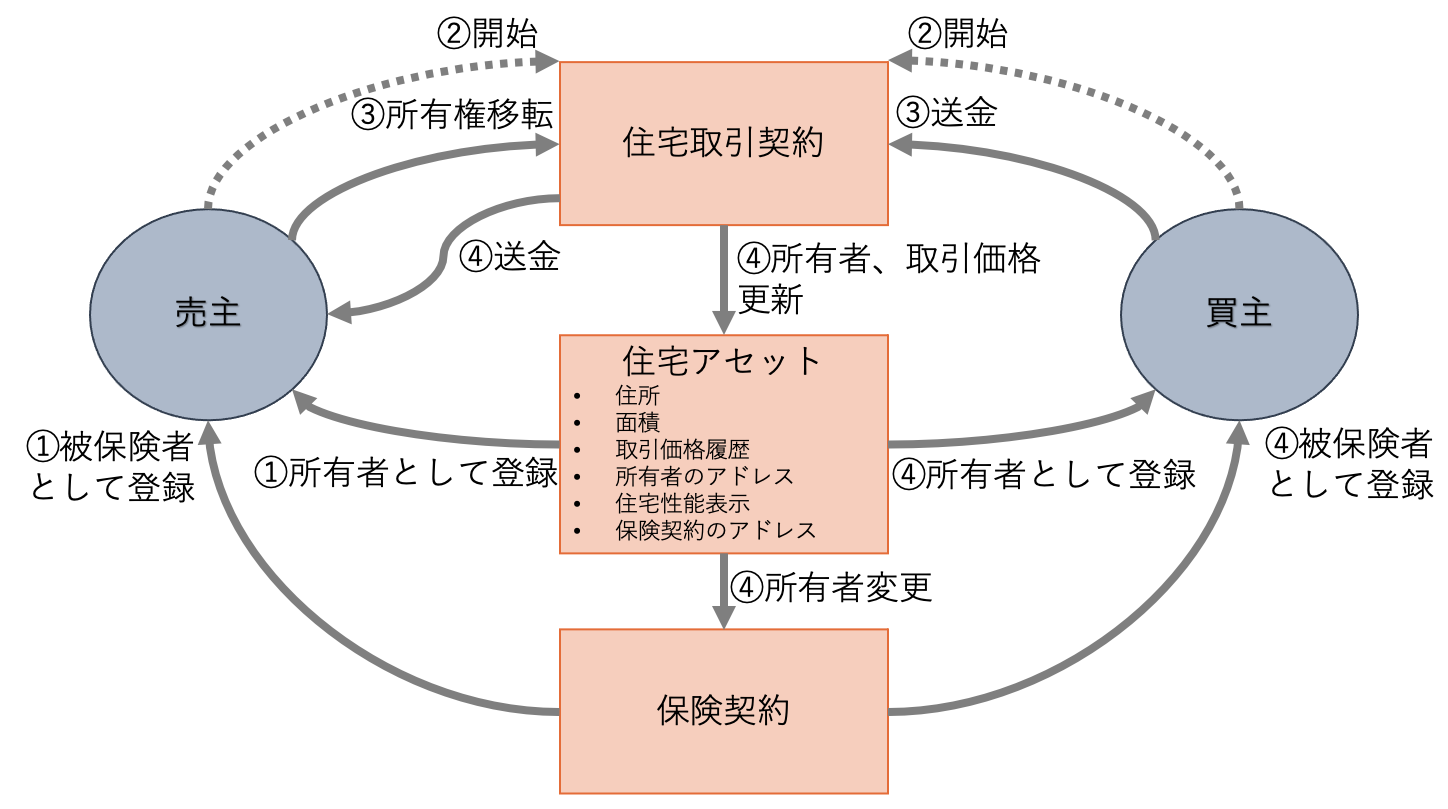 ②開始
②開始
③所有権移転
③送金
住宅取引契約
④送金
④所有者、取引価格
更新
売主
買主
住宅アセット
• 住所
• 面積
• 取引価格履歴
• 所有者のアドレス
• 住宅性能表示
• 保険契約のアドレス
①被保険者
として登録
①所有者として登録
④所有者として登録
④被保険者
として登録
④所有者変更
保険契約